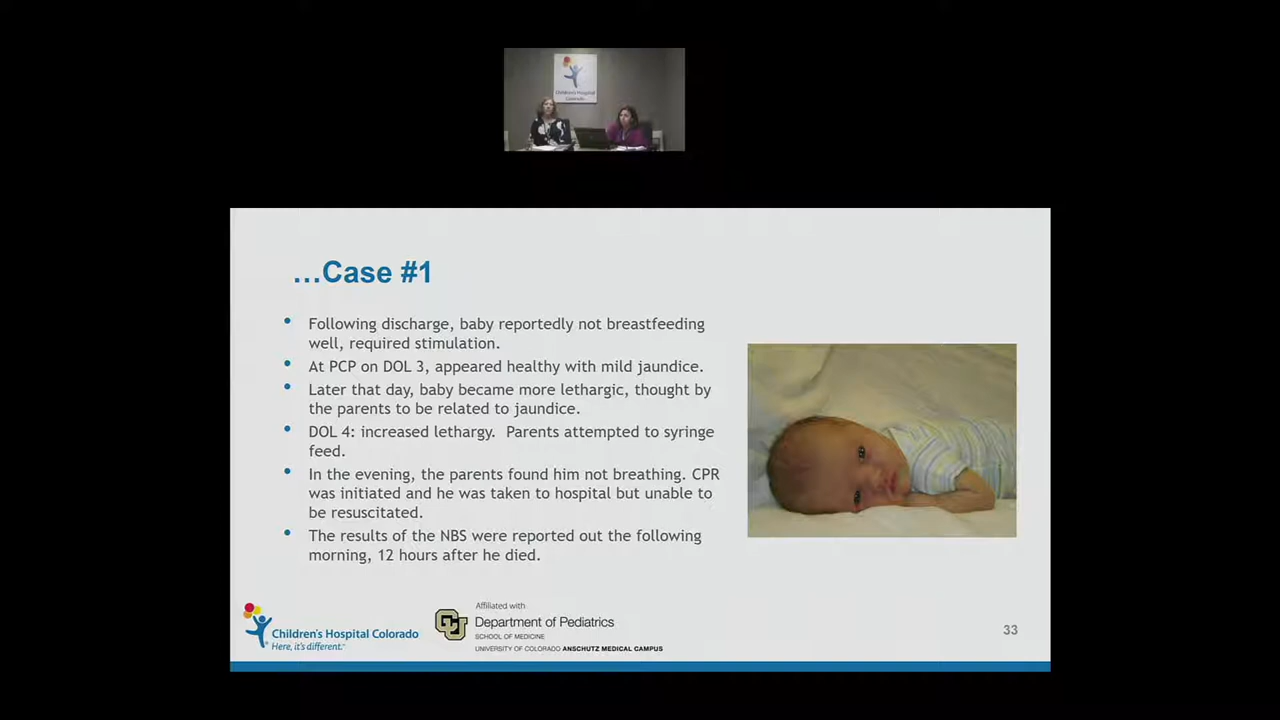 Children's Hospital
Colorado
...Case #1
• Following discharge, baby reportedly not breastfeeding
well, required stimulation.
• At PCP on DOL 3, appeared healthy with mild jaundice.
• Later that day, baby became more lethargic, thought by
the parents to be related to jaundice.
• DOL 4: increased lethargy.  Parents attempted to syringe
feed.
• In the evening, the parents found him not breathing. CPR
was initiated and he was taken to hospital but unable to
be resuscitated.
• The results of the NBS were reported out the following
morning, 12 hours after he died.
Children's Hospital Colorado
Here, it's different.™
CU
Affiliated with
Department of Pediatrics
SCHOOL OF MEDICINE
UNIVERSITY OF COLORADO ANSCHUTZ MEDICAL CAMPUS
33